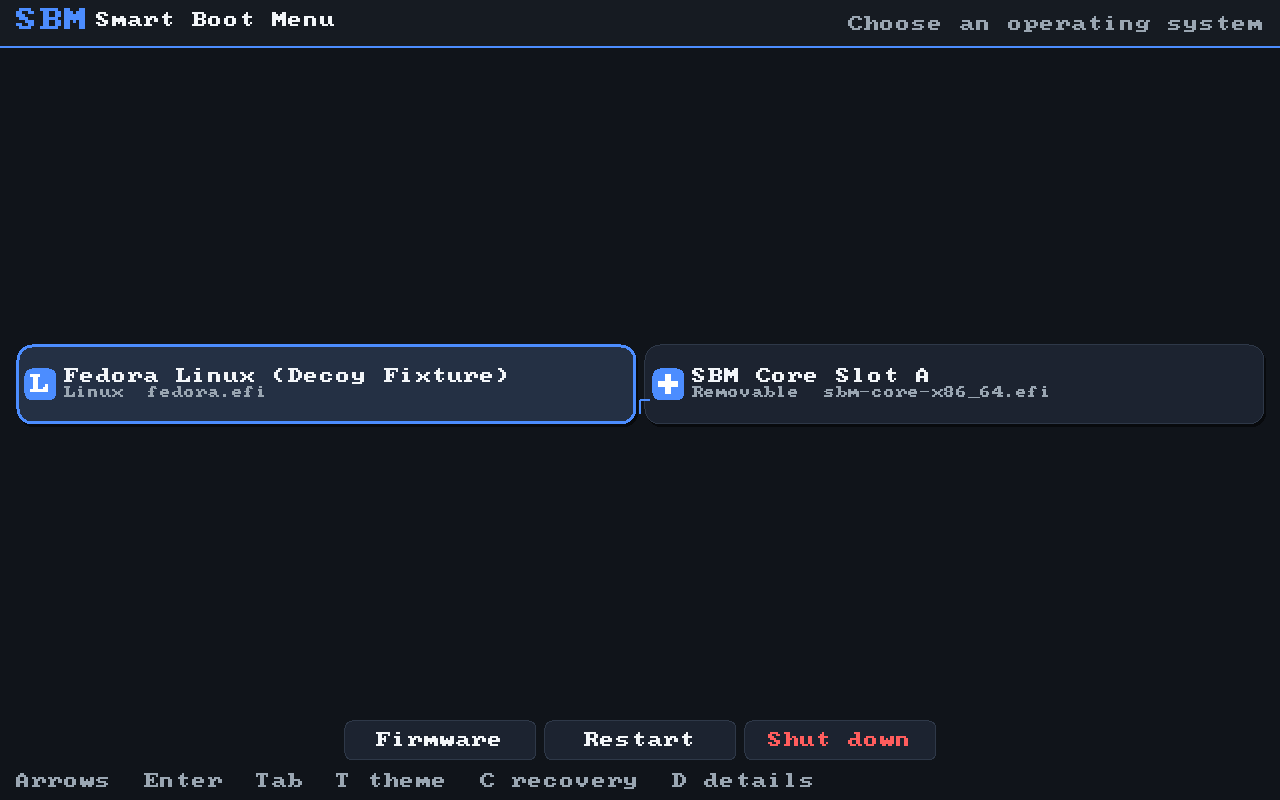 SBM Smart Boot Menu
Choose an operating system
L
Fedora Linux (Decoy Fixture)
Linux fedora.efi
SBM Core Slot A
Removable sbm-core-x86_64.efi
Firmware Restart Shut down
Arrows Enter Tab T theme C recovery D details